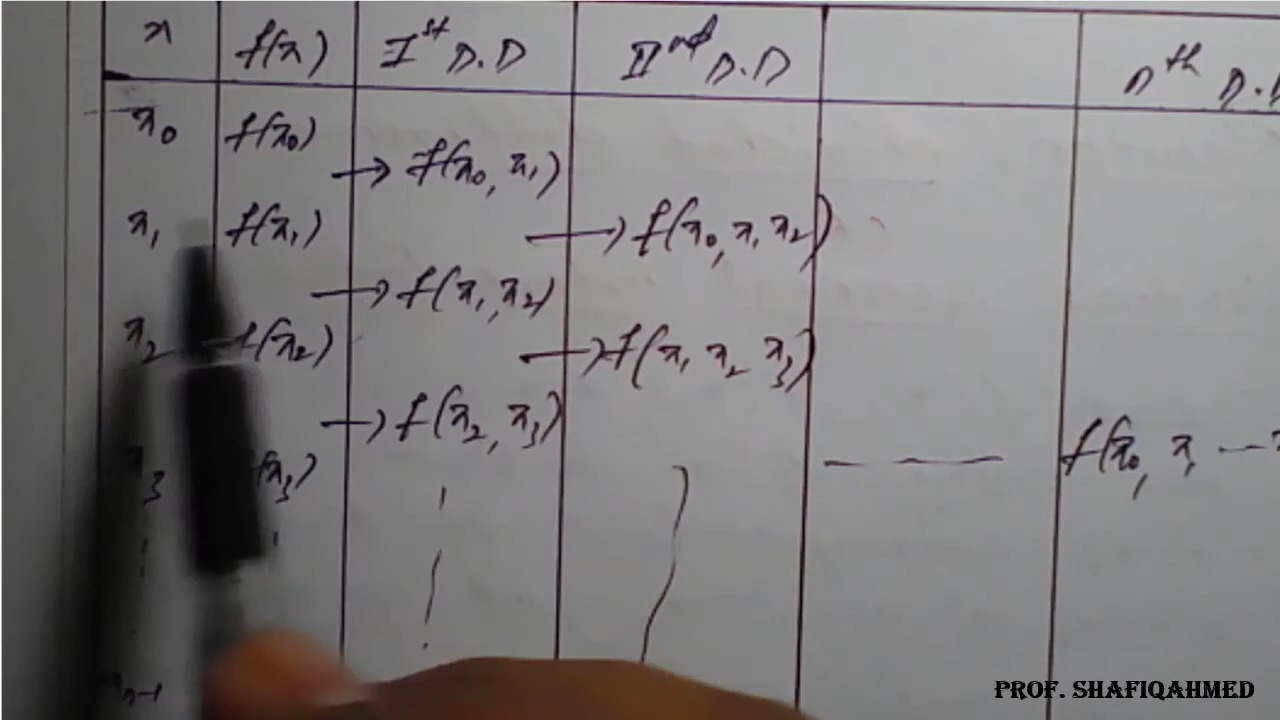 x f(x) Ist D.D IInd D.D nth D.D
x0 f(x0)
→ f(x0, x1)
x1 f(x1) → f(x0, x1 x2)
→ f(x1, x2)
x2 f(x2) → f(x1 x2 x3)
→ f(x2, x3)
x3 f(x3) - - - f(x0, x1 ---
n-1
PROF. SHAFIQAHMED